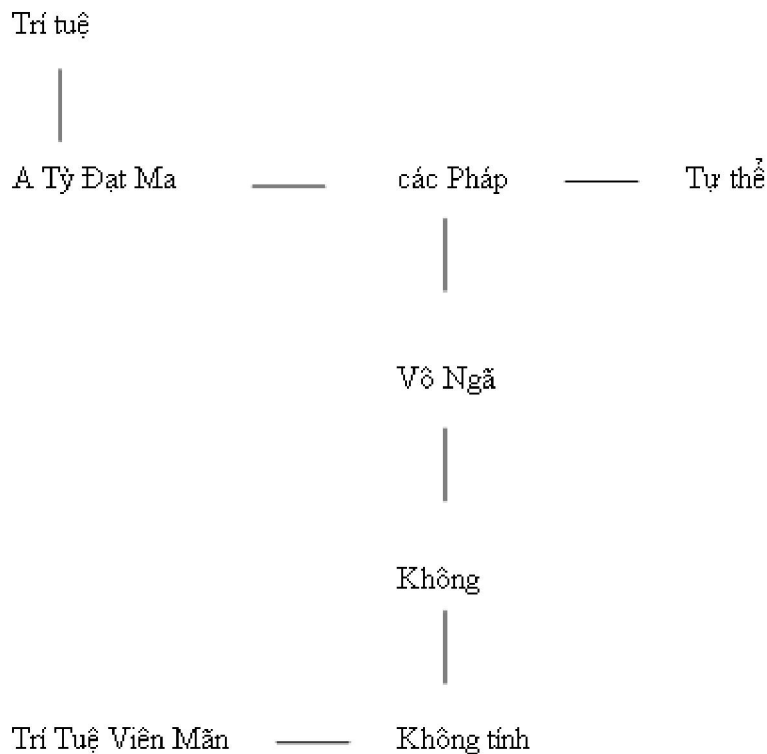 Trí tuệ
A Tỳ Đạt Ma các Pháp Tự thể
Vô Ngã
Không
Trí Tuệ Viên Mãn Không tính